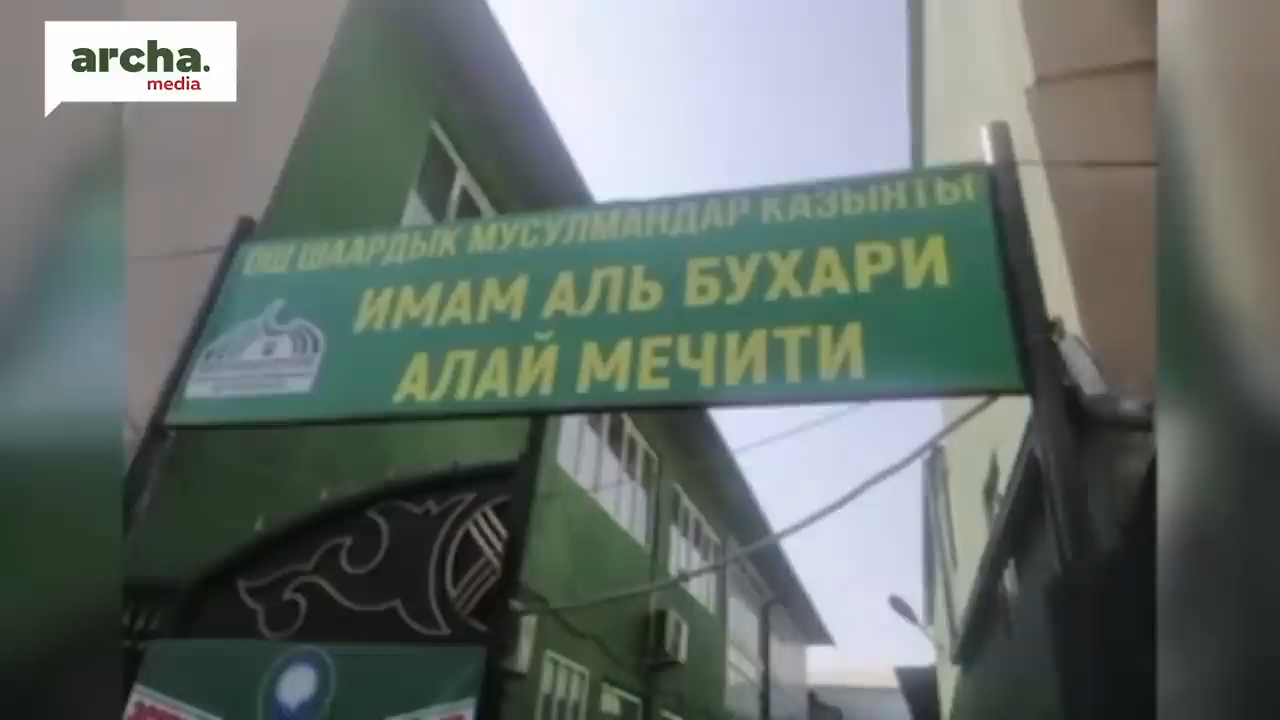 archa.
media
ОШ ШААРДЫК МУСУЛМАНДАР КАЗЫЯТЫ
ИМАМ АЛЬ БУХАРИ
АЛАЙ МЕЧИТИ